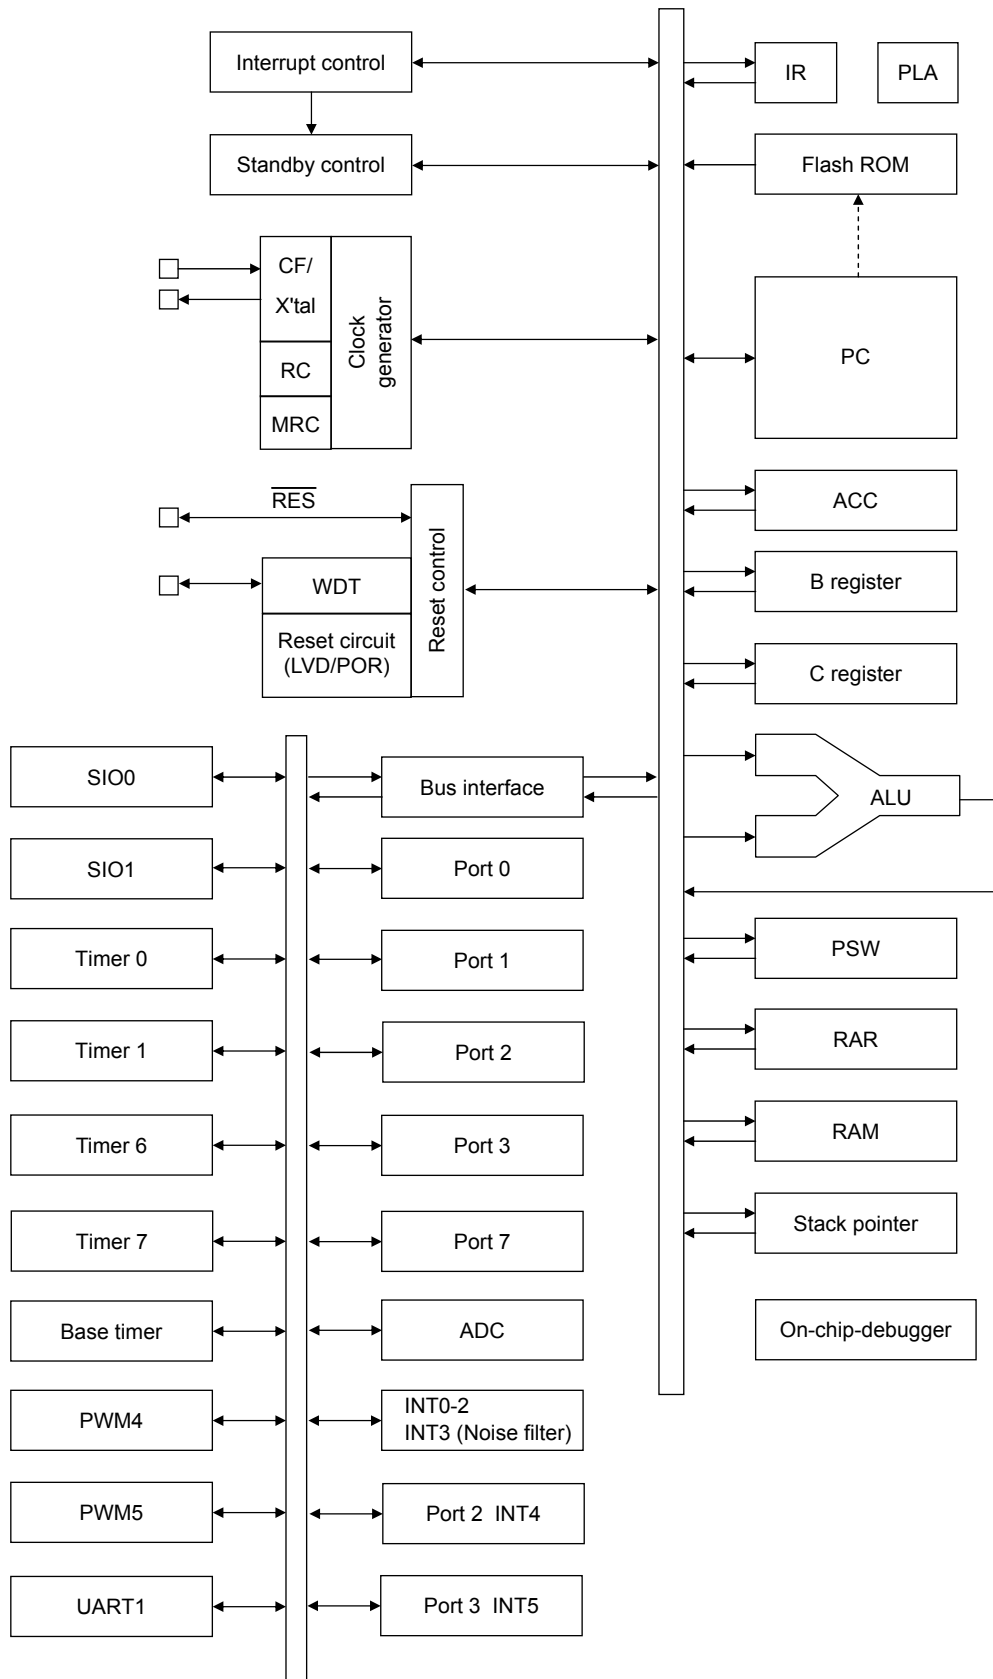 Interrupt control
IR
PLA
Standby control
Flash ROM
CF/
X'tal
RC
MRC
Clock
generator
PC
RES
WDT
Reset circuit
(LVD/POR)
Reset control
ACC
B register
C register
SIO0
Bus interface
ALU
SIO1
Port 0
Timer 0
Port 1
PSW
Timer 1
Port 2
RAR
Timer 6
Port 3
RAM
Timer 7
Port 7
Stack pointer
Base timer
ADC
On-chip-debugger
PWM4
INT0-2
INT3 (Noise filter)
PWM5
Port 2  INT4
UART1
Port 3  INT5